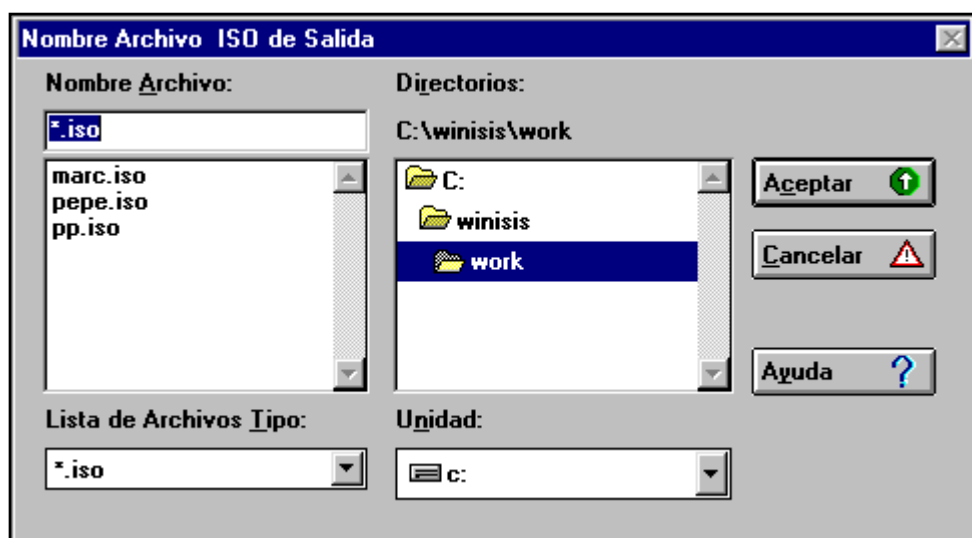 Nombre Archivo ISO de Salida
Nombre Archivo:
*.iso
marc.iso
pepe.iso
pp.iso
Lista de Archivos Tipo:
*.iso
Directorios:
C:\winisis\work
C:
winisis
work
Unidad:
c:
Aceptar
Cancelar
Ayuda